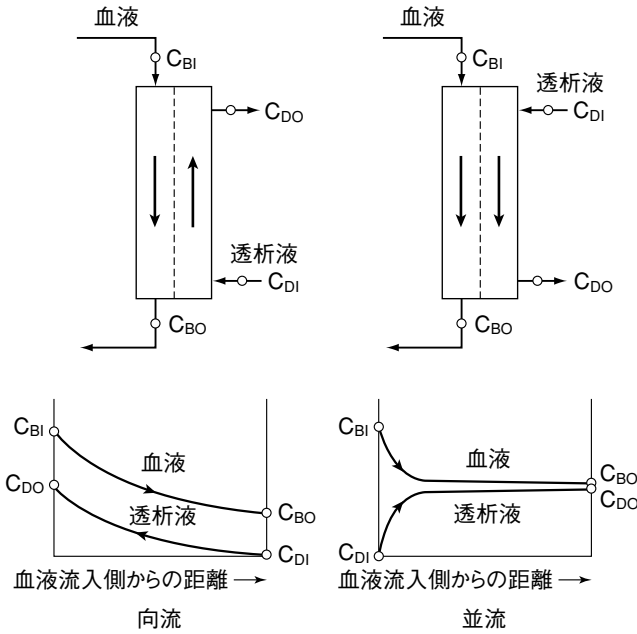 血液
C_BI
C_DO
透析液
C_DI
C_BO
血液
C_BI
透析液
C_DI
C_DO
C_BO
C_BI
C_DO
血液
透析液
C_BO
C_DI
血液流入側からの距離
向流
C_BI
C_DI
血液
透析液
C_BO
C_DO
血液流入側からの距離
並流